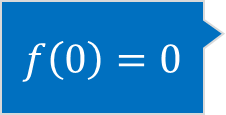 f(0) = 0